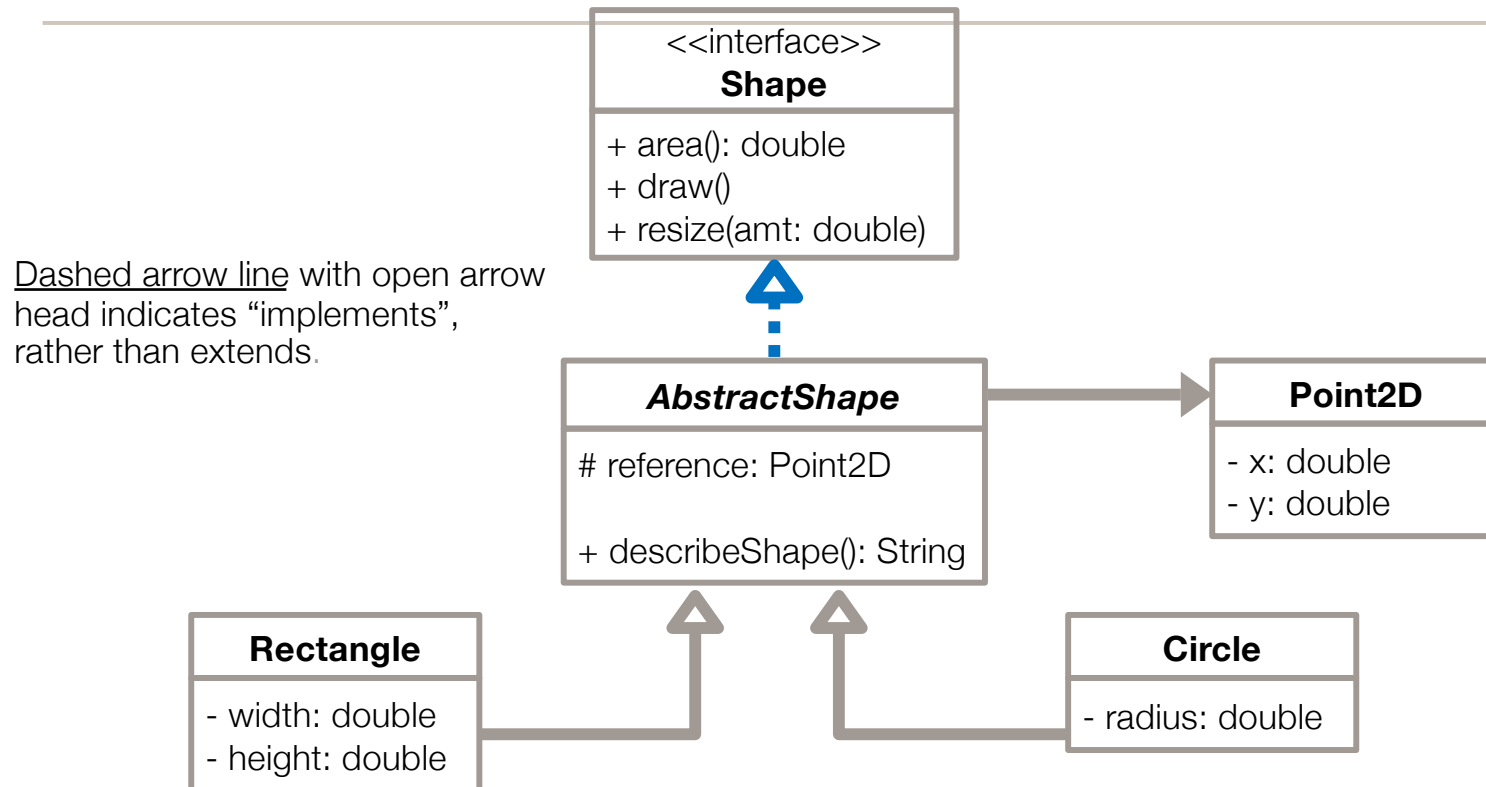 <<interface>>
Shape
+ area(): double
+ draw()
+ resize(amt: double)
Dashed arrow line with open arrow
head indicates “implements”,
rather than extends.
AbstractShape
# reference: Point2D
+ describeShape(): String
Point2D
- x: double
- y: double
Rectangle
- width: double
- height: double
Circle
- radius: double